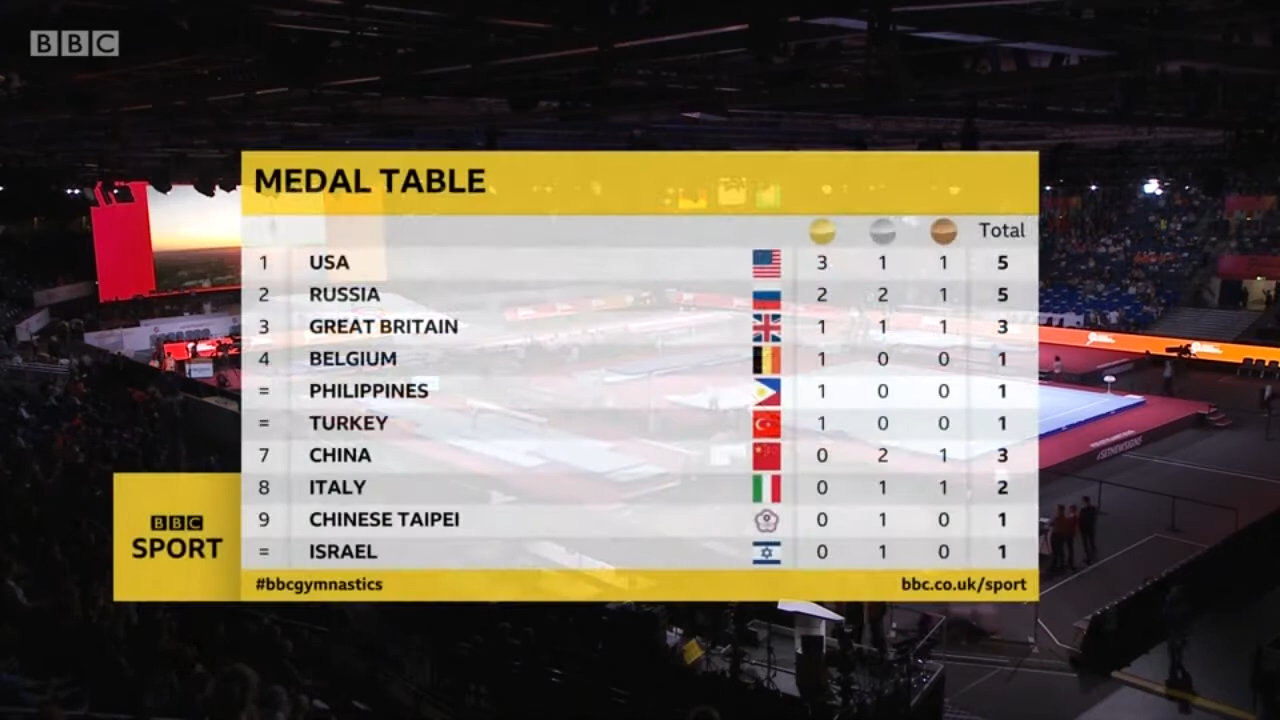 BBC
MEDAL TABLE
Total
1 USA 3 1 1 5
2 RUSSIA 2 2 1 5
3 GREAT BRITAIN 1 1 1 3
4 BELGIUM 1 0 0 1
= PHILIPPINES 1 0 0 1
= TURKEY 1 0 0 1
7 CHINA 0 2 1 3
8 ITALY 0 1 1 2
9 CHINESE TAIPEI 0 1 0 1
= ISRAEL 0 1 0 1
BBC
SPORT
#bbcgymnastics bbc.co.uk/sport